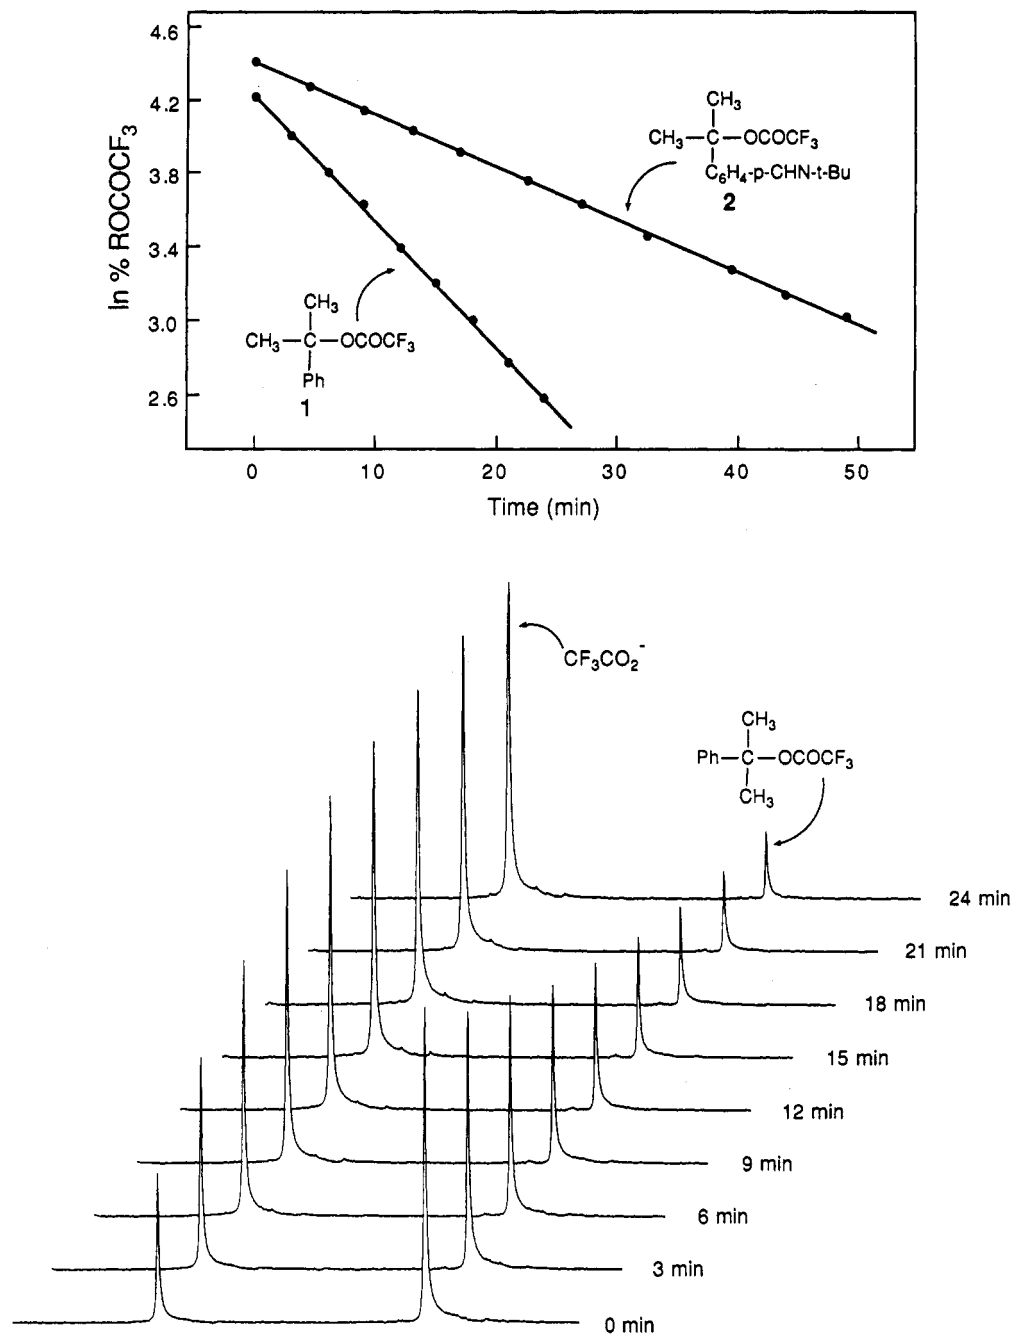 4.6
4.2
3.8
3.4
3.0
2.6
ln % ROCOCF3
CH3
CH3—C—OCOCF3
C6H4-p-CHN-t-Bu
2
CH3
CH3—C—OCOCF3
Ph
1
0 10 20 30 40 50
Time (min)
CF3CO2-
CH3
Ph—C—OCOCF3
CH3
24 min
21 min
18 min
15 min
12 min
9 min
6 min
3 min
0 min